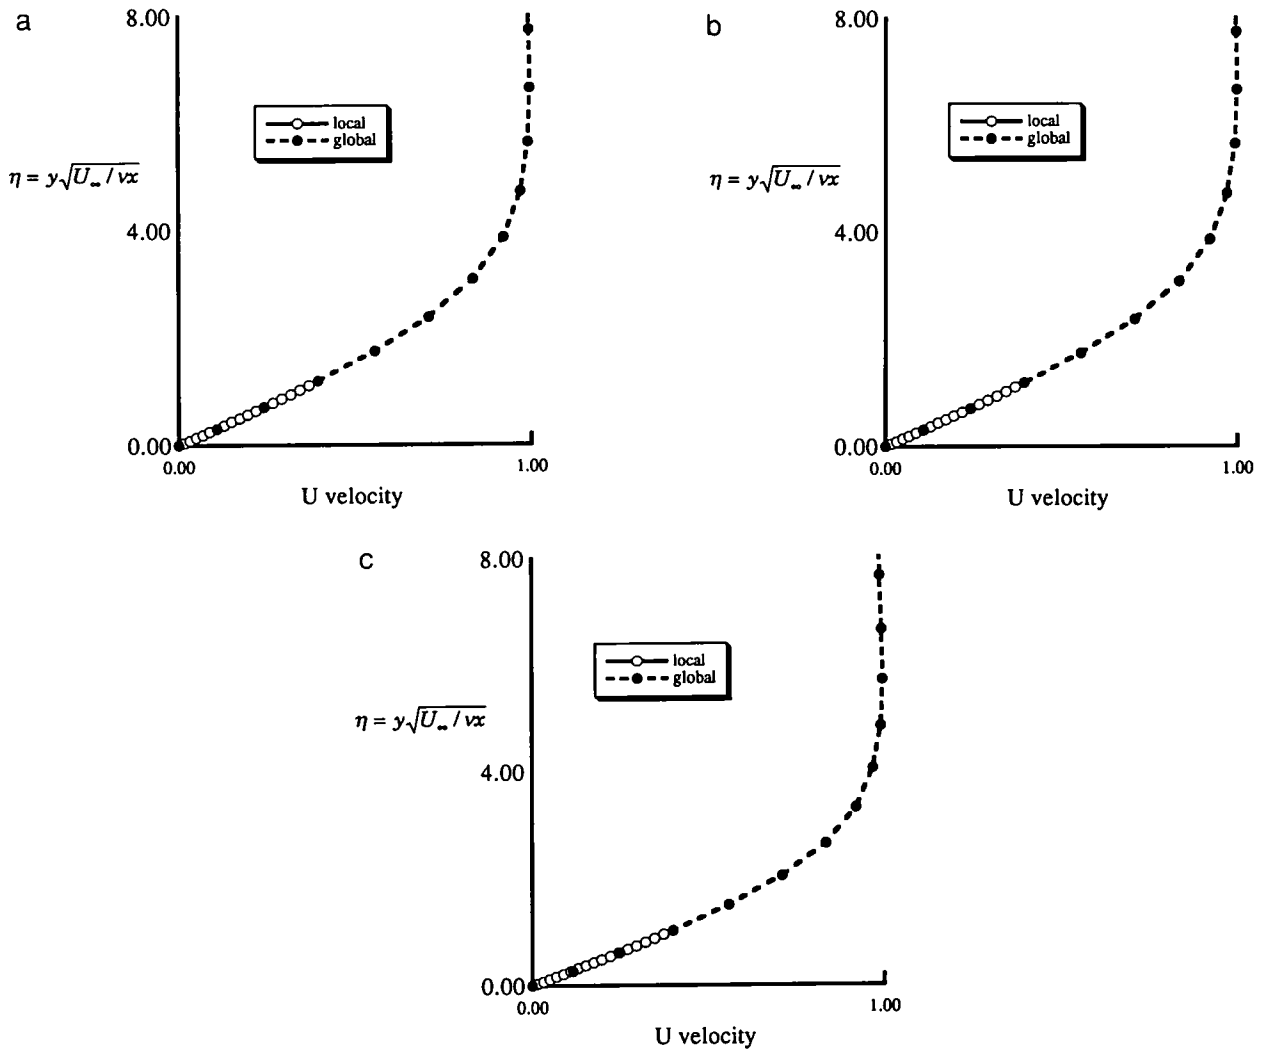 a
8.00
local
global
η = y√U∞ / νx
4.00
0.00
0.00
1.00
U velocity
b
8.00
local
global
η = y√U∞ / νx
4.00
0.00
0.00
1.00
U velocity
c
8.00
local
global
η = y√U∞ / νx
4.00
0.00
0.00
1.00
U velocity